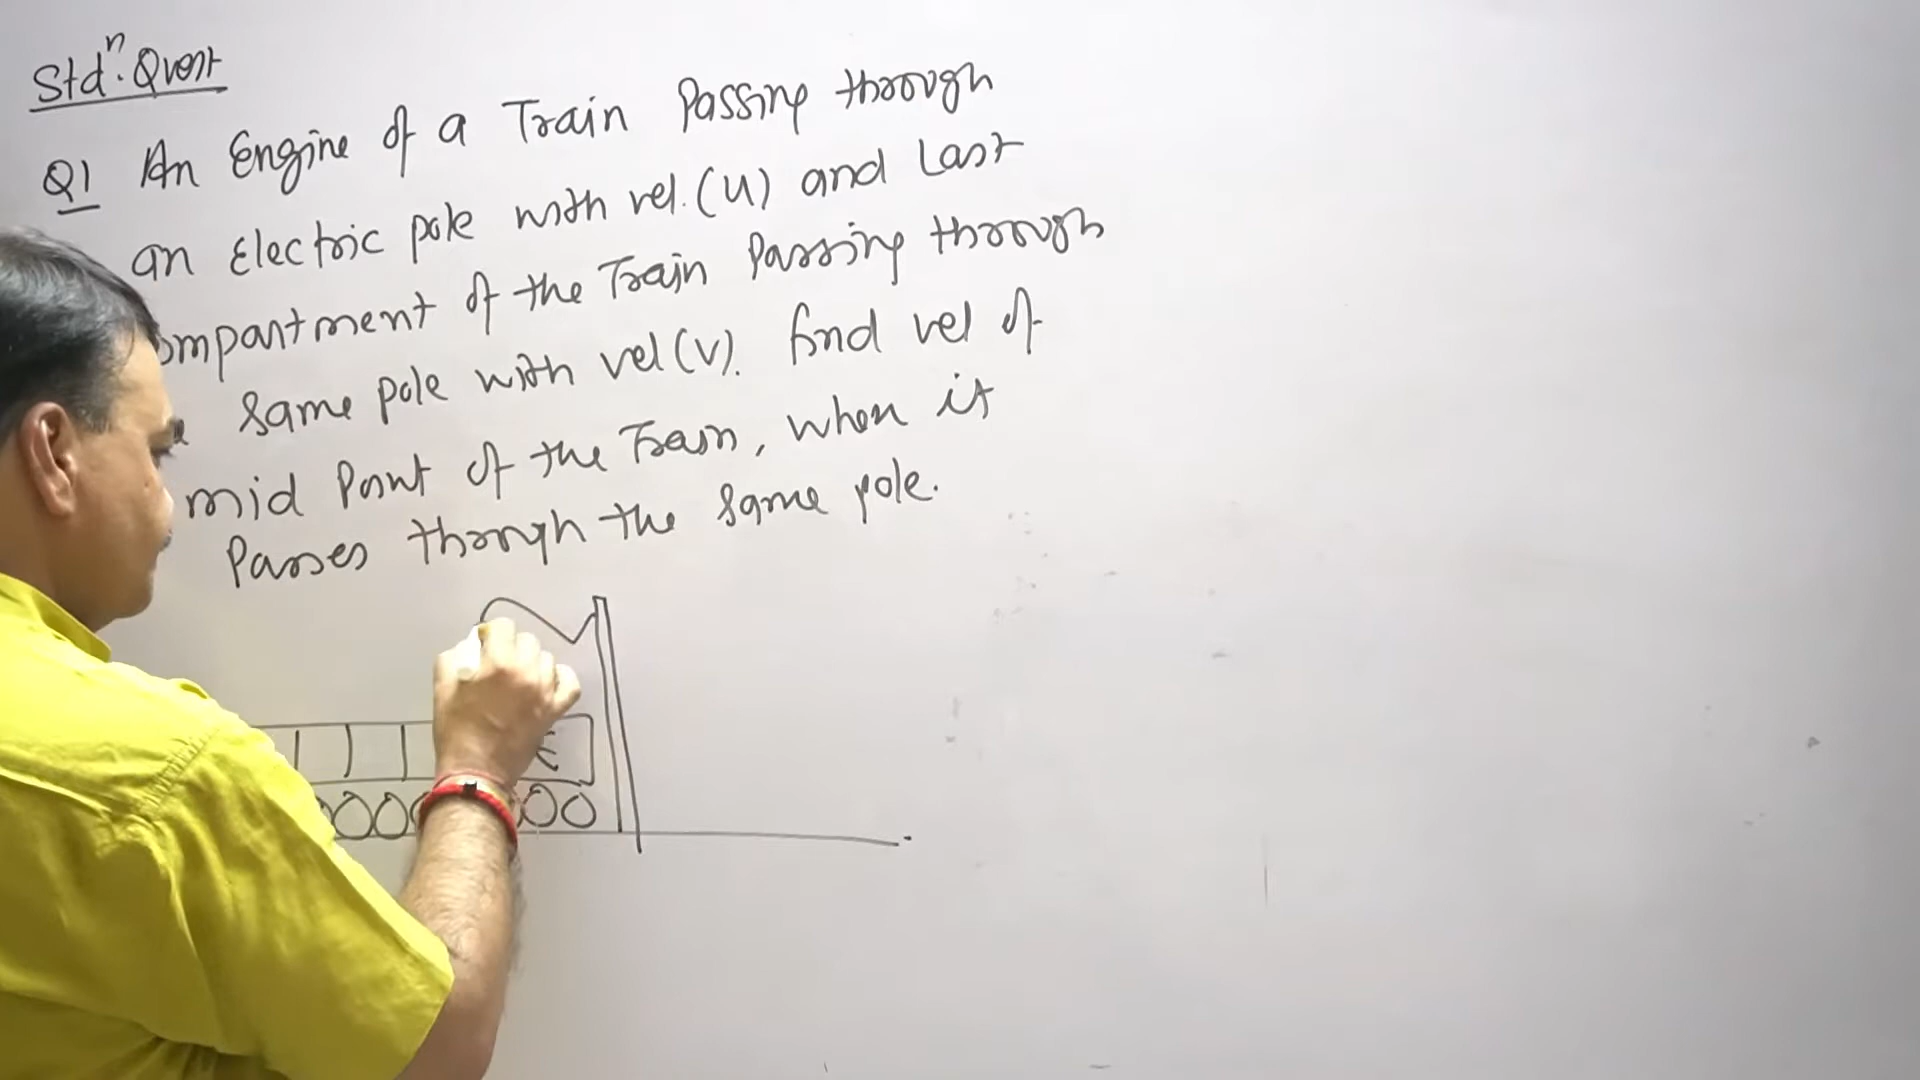 Stdn. Quest
Q1 An Engine of a Train Passing through
an Electric pole with vel. (u) and Last
ompartment of the Train Passing through
e same pole with vel (v). find vel of
mid Point of the Train, when it
Passes through the same pole.
E